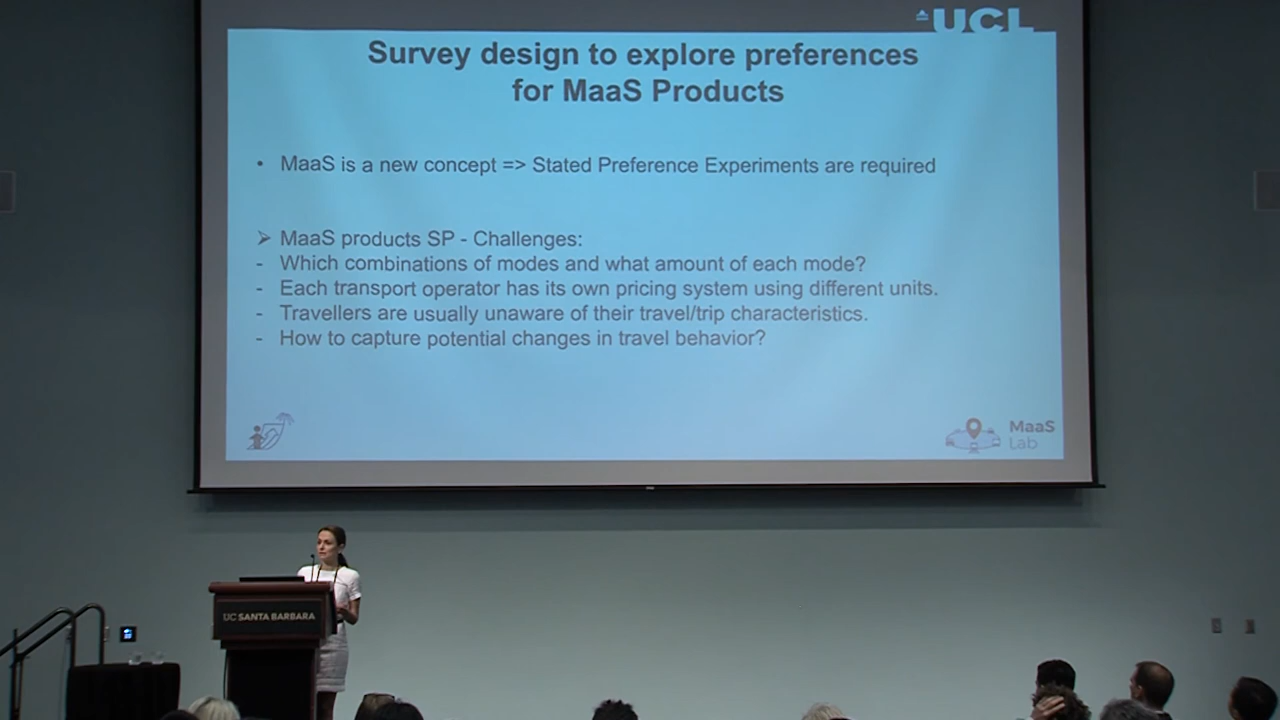 UCL
Survey design to explore preferences
for MaaS Products
• MaaS is a new concept => Stated Preference Experiments are required
➢ MaaS products SP - Challenges:
- Which combinations of modes and what amount of each mode?
- Each transport operator has its own pricing system using different units.
- Travellers are usually unaware of their travel/trip characteristics.
- How to capture potential changes in travel behavior?
MaaS
Lab
UC SANTA BARBARA